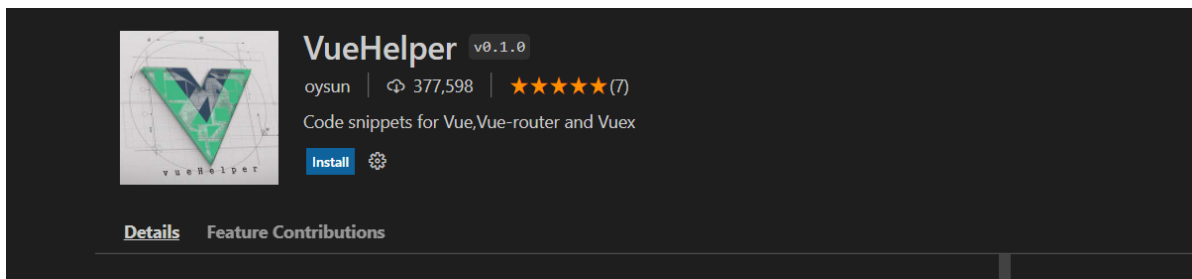 VueHelper v0.1.0
oysun 377,598 (7)
Code snippets for Vue,Vue-router and Vuex
Install
vueHelper
Details Feature Contributions